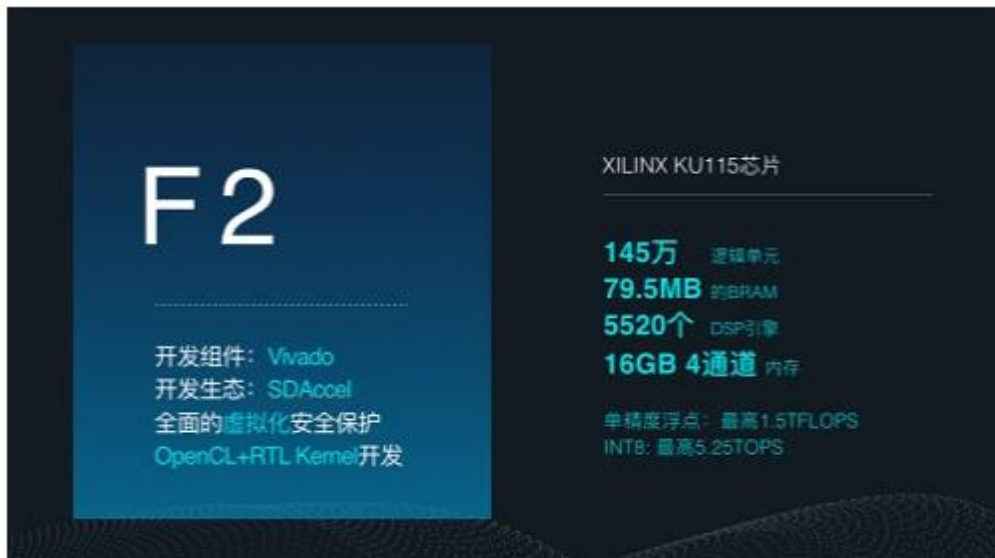 F2
开发组件：Vivado
开发生态：SDAccel
全面的虚拟化安全保护
OpenCL+RTL Kernel开发
XILINX KU115芯片
145万 逻辑单元
79.5MB 的BRAM
5520个 DSP引擎
16GB 4通道 内存
单精度浮点：最高1.5TFLOPS
INT8: 最高5.25TOPS